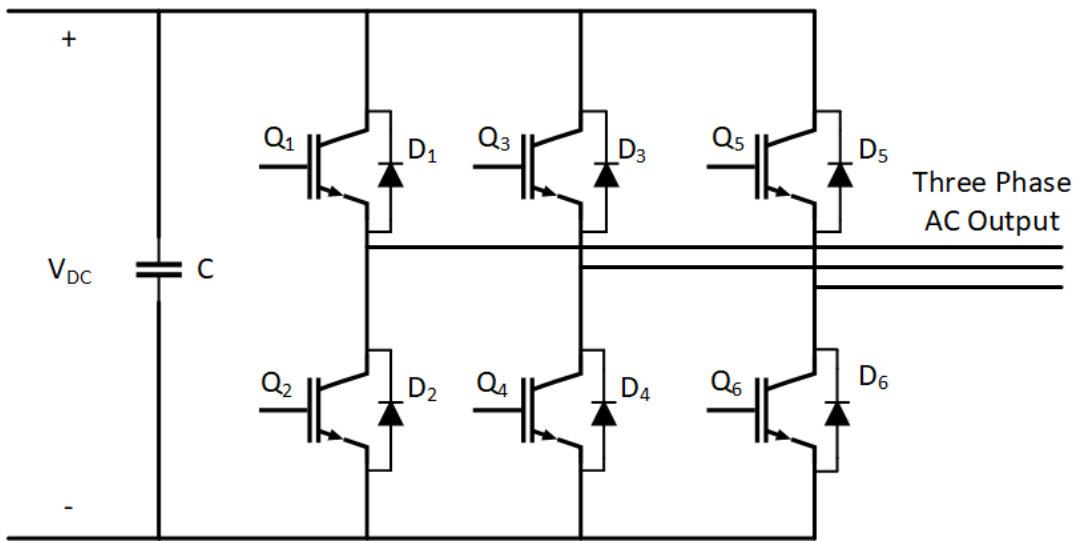 +
Q1
D1
Q3
D3
Q5
D5
Three Phase
AC Output
VDC
C
Q2
D2
Q4
D4
Q6
D6
-